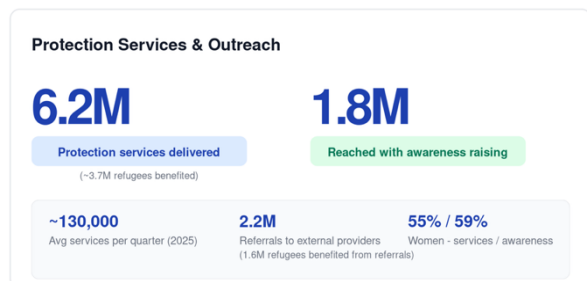 Protection Services & Outreach
6.2M
1.8M
Protection services delivered
Reached with awareness raising
(~3.7M refugees benefited)
~130,000
2.2M
55% / 59%
Avg services per quarter (2025)
Referrals to external providers
Women - services / awareness
(1.6M refugees benefited from referrals)